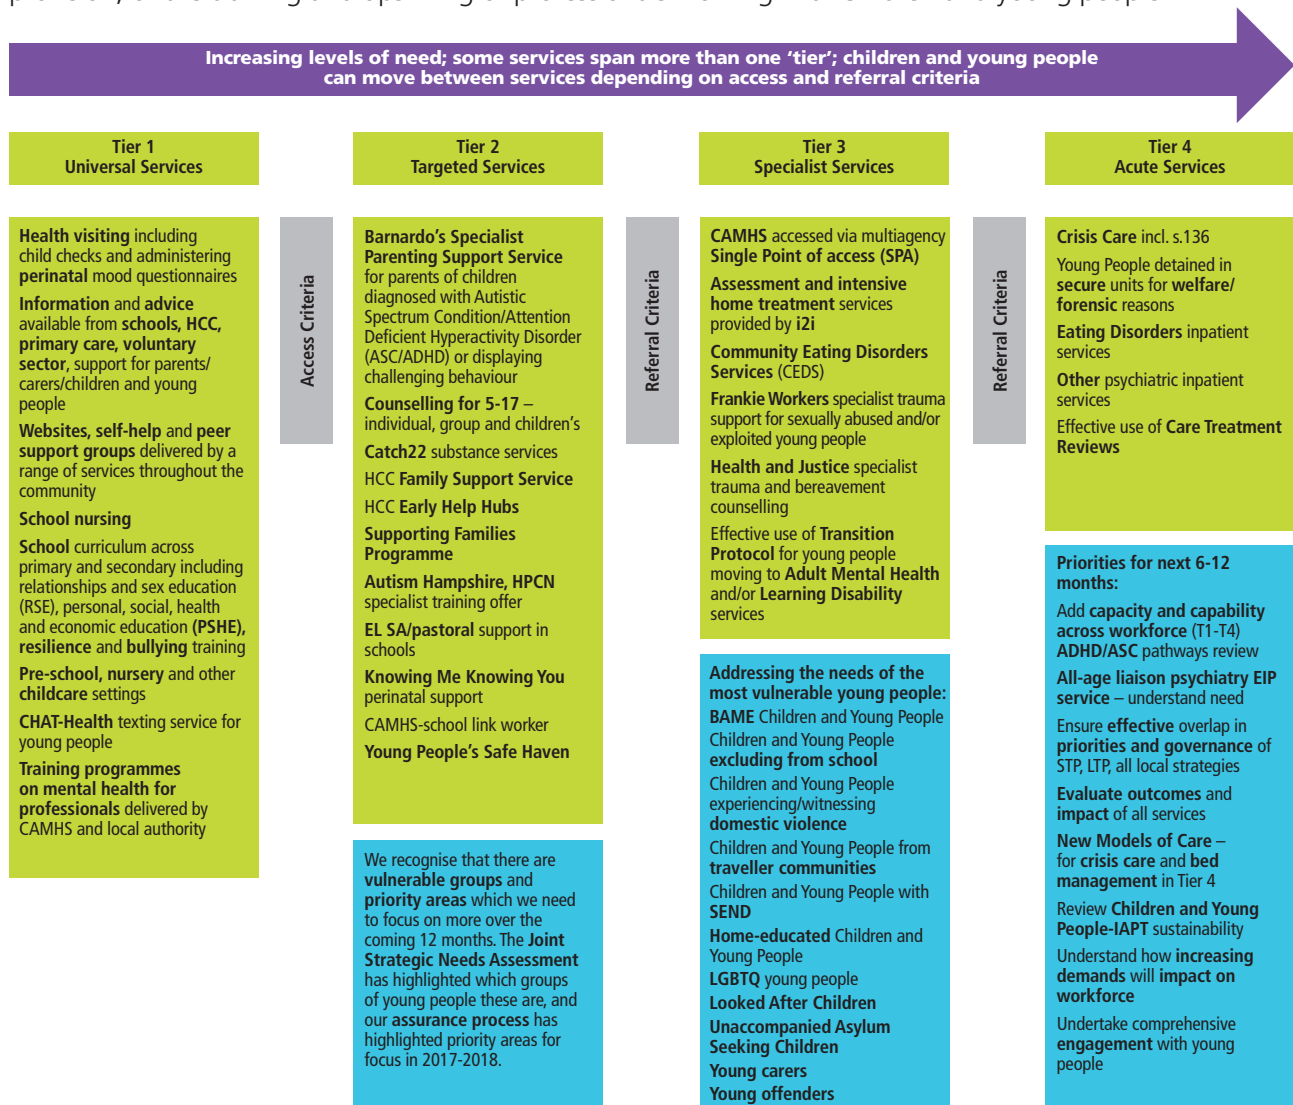 Increasing levels of need; some services span more than one ‘tier’; children and young people
can move between services depending on access and referral criteria
Tier 1
Universal Services
Health visiting including
child checks and administering
perinatal mood questionnaires
Information and advice
available from schools, HCC,
primary care, voluntary
sector, support for parents/
carers/children and young
people
Websites, self-help and peer
support groups delivered by a
range of services throughout the
community
School nursing
School curriculum across
primary and secondary including
relationships and sex education
(RSE), personal, social, health
and economic education (PSHE),
resilience and bullying training
Pre-school, nursery and other
childcare settings
CHAT-Health texting service for
young people
Training programmes
on mental health for
professionals delivered by
CAMHS and local authority
Access Criteria
Tier 2
Targeted Services
Barnardo’s Specialist
Parenting Support Service
for parents of children
diagnosed with Autistic
Spectrum Condition/Attention
Deficient Hyperactivity Disorder
(ASC/ADHD) or displaying
challenging behaviour
Counselling for 5-17 –
individual, group and children’s
Catch22 substance services
HCC Family Support Service
HCC Early Help Hubs
Supporting Families
Programme
Autism Hampshire, HPCN
specialist training offer
EL SA/pastoral support in
schools
Knowing Me Knowing You
perinatal support
CAMHS-school link worker
Young People’s Safe Haven
We recognise that there are
vulnerable groups and
priority areas which we need
to focus on more over the
coming 12 months. The Joint
Strategic Needs Assessment
has highlighted which groups
of young people these are, and
our assurance process has
highlighted priority areas for
focus in 2017-2018.
Referral Criteria
Tier 3
Specialist Services
CAMHS accessed via multiagency
Single Point of access (SPA)
Assessment and intensive
home treatment services
provided by i2i
Community Eating Disorders
Services (CEDS)
Frankie Workers specialist trauma
support for sexually abused and/or
exploited young people
Health and Justice specialist
trauma and bereavement
counselling
Effective use of Transition
Protocol for young people
moving to Adult Mental Health
and/or Learning Disability
services
Addressing the needs of the
most vulnerable young people:
BAME Children and Young People
Children and Young People
excluding from school
Children and Young People
experiencing/witnessing
domestic violence
Children and Young People from
traveller communities
Children and Young People with
SEND
Home-educated Children and
Young People
LGBTQ young people
Looked After Children
Unaccompanied Asylum
Seeking Children
Young carers
Young offenders
Referral Criteria
Tier 4
Acute Services
Crisis Care incl. s.136
Young People detained in
secure units for welfare/
forensic reasons
Eating Disorders inpatient
services
Other psychiatric inpatient
services
Effective use of Care Treatment
Reviews
Priorities for next 6-12
months:
Add capacity and capability
across workforce (T1-T4)
ADHD/ASC pathways review
All-age liaison psychiatry EIP
service – understand need
Ensure effective overlap in
priorities and governance of
STP, LTP, all local strategies
Evaluate outcomes and
impact of all services
New Models of Care –
for crisis care and bed
management in Tier 4
Review Children and Young
People-IAPT sustainability
Understand how increasing
demands will impact on
workforce
Undertake comprehensive
engagement with young
people